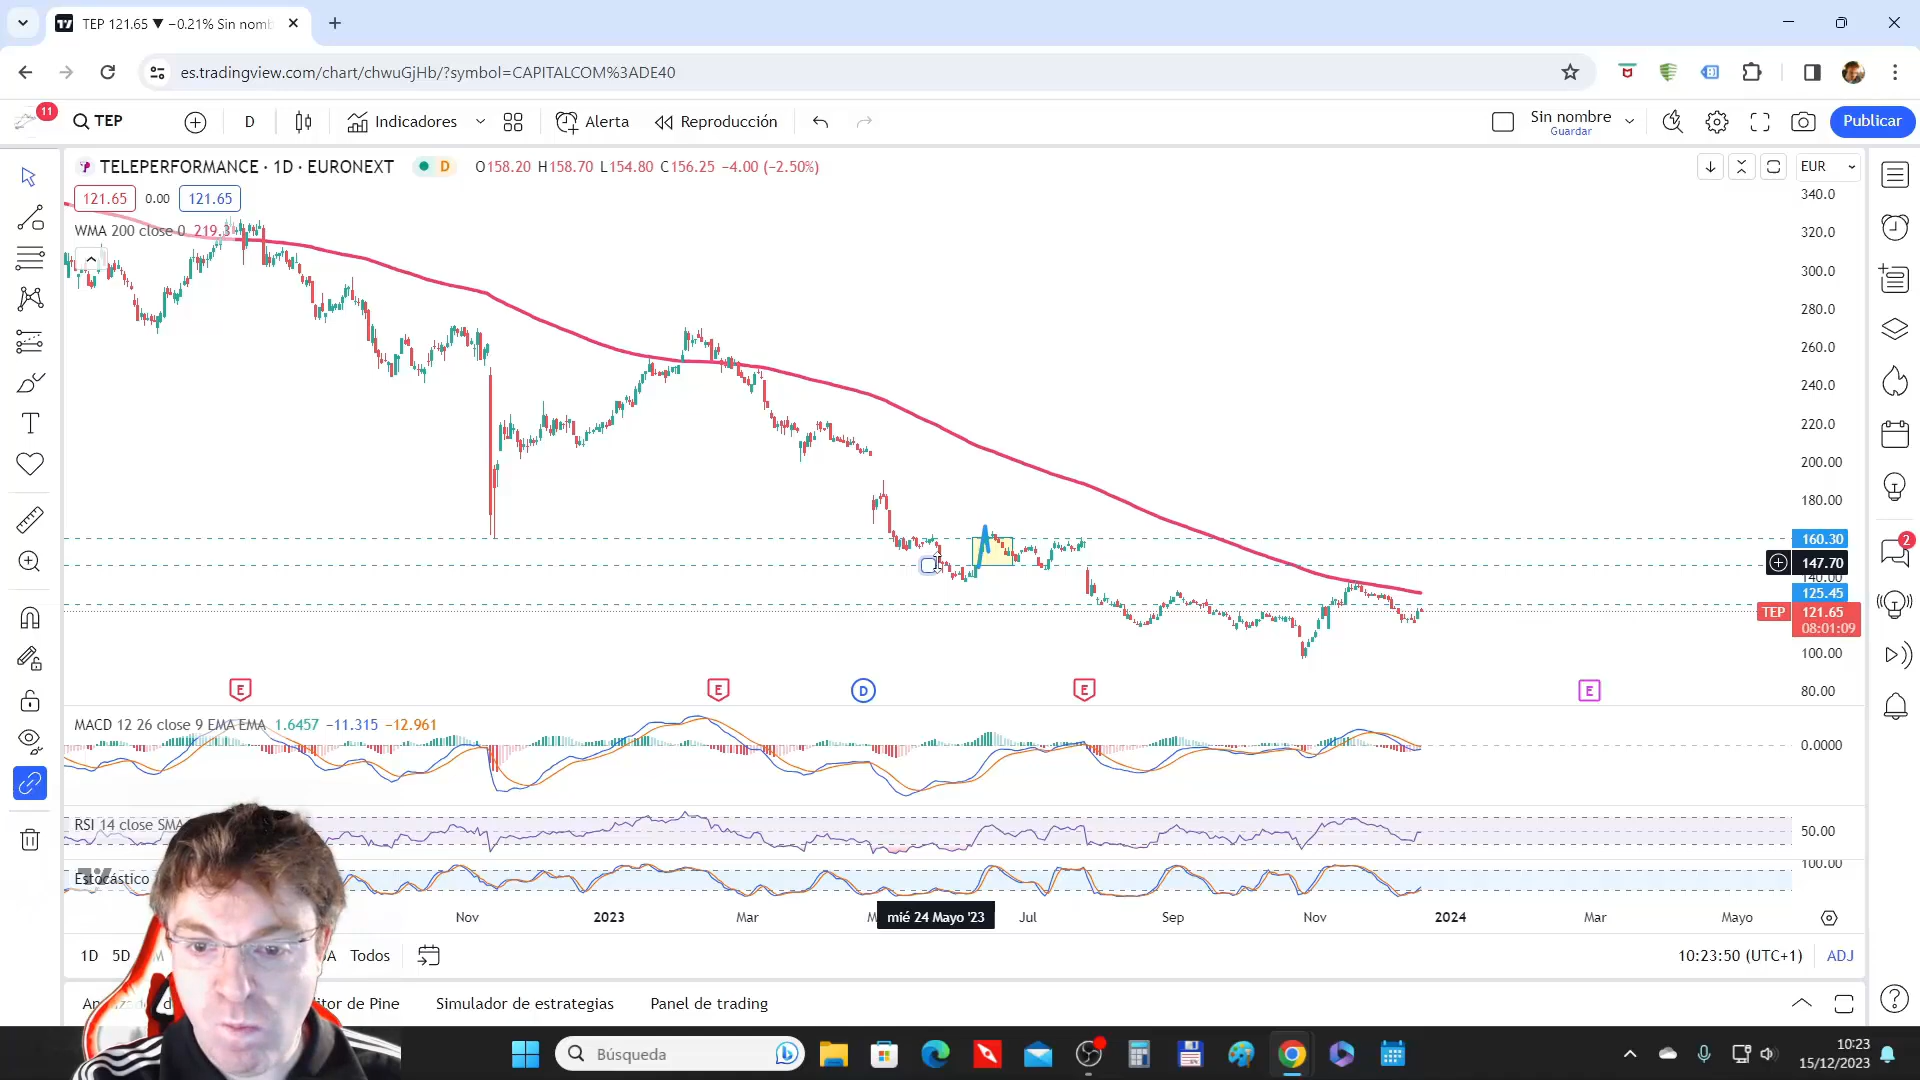 TEP 121.65 ▼ −0.21% Sin nomb
es.tradingview.com/chart/chwuGjHb/?symbol=CAPITALCOM%3ADE40
11
TEP
D
Indicadores
Alerta
Reproducción
Sin nombre
Guardar
Publicar
TELEPERFORMANCE · 1D · EURONEXT
D
O158.20 H158.70 L154.80 C156.25 −4.00 (−2.50%)
EUR
121.65 0.00 121.65
WMA 200 close 0 219.3
340.0
320.0
300.0
280.0
260.0
240.0
220.0
200.00
180.00
160.30
147.70
140.00
125.45
TEP 121.65
08:01:09
100.00
80.00
2
E
E
D
E
E
MACD 12 26 close 9 EMA EMA 1.6457 −11.315 −12.961
0.0000
RSI 14 close SMA
50.00
100.00
Estocástico
Nov
2023
Mar
mié 24 Mayo '23
Jul
Sep
Nov
2024
Mar
Mayo
1D 5D
Todos
10:23:50 (UTC+1)
ADJ
itor de Pine
Simulador de estrategias
Panel de trading
Búsqueda
10:23
15/12/2023